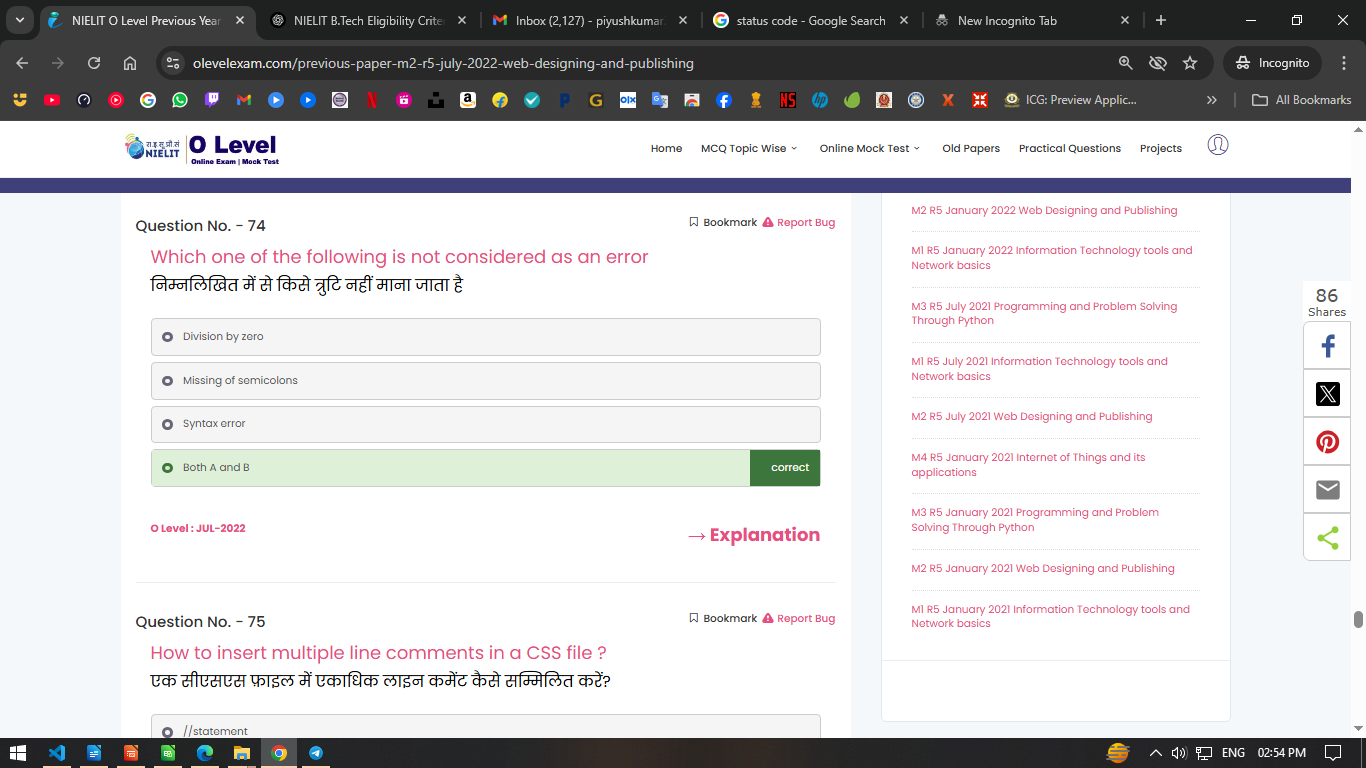 NIELIT O Level Previous Year
NIELIT B.Tech Eligibility Criter
Inbox (2,127) - piyushkumar
status code - Google Search
New Incognito Tab
olevelexam.com/previous-paper-m2-r5-july-2022-web-designing-and-publishing
Incognito
ICG: Preview Applic...
All Bookmarks
रा.इ.सू.प्रौ.सं
NIELIT
O Level
Online Exam | Mock Test
Home
MCQ Topic Wise
Online Mock Test
Old Papers
Practical Questions
Projects
Question No. - 74
Bookmark
Report Bug
Which one of the following is not considered as an error
निम्नलिखित में से किसे त्रुटि नहीं माना जाता है
Division by zero
Missing of semicolons
Syntax error
Both A and B
correct
O Level : JUL-2022
→ Explanation
Question No. - 75
Bookmark
Report Bug
How to insert multiple line comments in a CSS file ?
एक सीएसएस फ़ाइल में एकाधिक लाइन कमेंट कैसे सम्मिलित करें?
//statement
M2 R5 January 2022 Web Designing and Publishing
M1 R5 January 2022 Information Technology tools and
Network basics
M3 R5 July 2021 Programming and Problem Solving
Through Python
M1 R5 July 2021 Information Technology tools and
Network basics
M2 R5 July 2021 Web Designing and Publishing
M4 R5 January 2021 Internet of Things and its
applications
M3 R5 January 2021 Programming and Problem
Solving Through Python
M2 R5 January 2021 Web Designing and Publishing
M1 R5 January 2021 Information Technology tools and
Network basics
86
Shares
ENG
02:54 PM